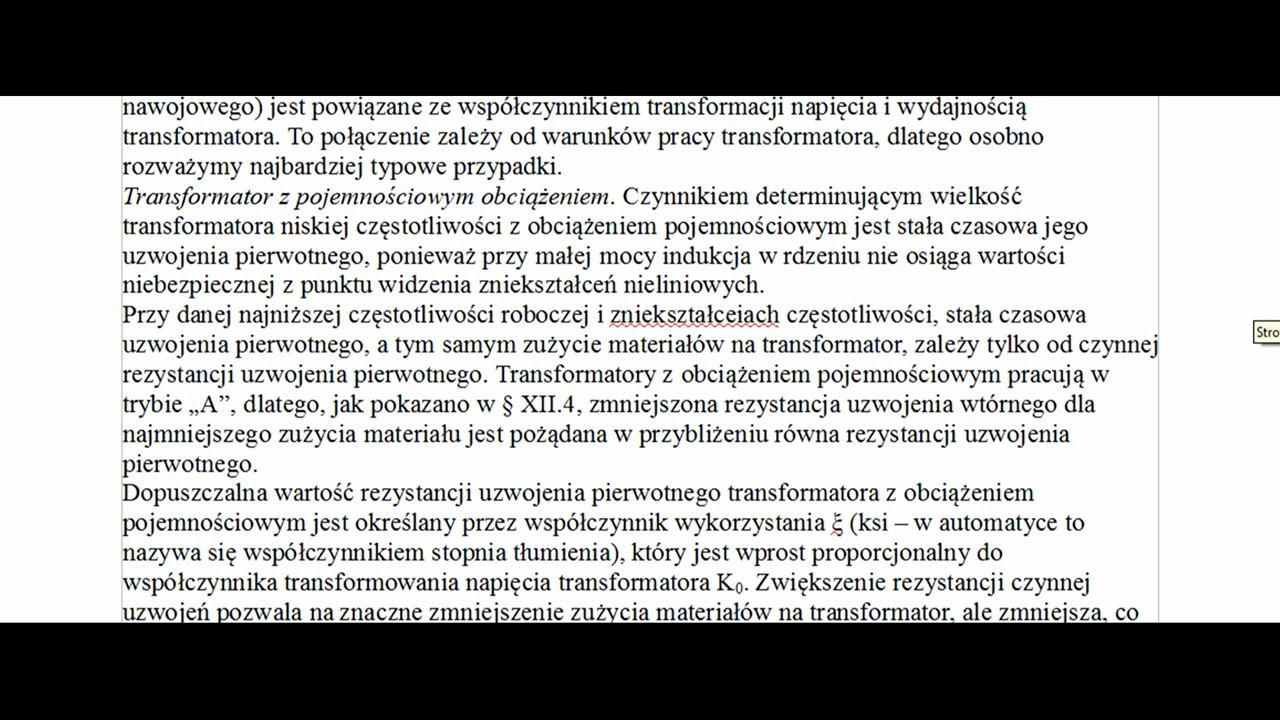 nawojowego) jest powiązane ze współczynnikiem transformacji napięcia i wydajnością
transformatora. To połączenie zależy od warunków pracy transformatora, dlatego osobno
rozważymy najbardziej typowe przypadki.
Transformator z pojemnościowym obciążeniem. Czynnikiem determinującym wielkość
transformatora niskiej częstotliwości z obciążeniem pojemnościowym jest stała czasowa jego
uzwojenia pierwotnego, ponieważ przy małej mocy indukcja w rdzeniu nie osiąga wartości
niebezpiecznej z punktu widzenia zniekształceń nieliniowych.
Przy danej najniższej częstotliwości roboczej i zniekształceiach częstotliwości, stała czasowa
uzwojenia pierwotnego, a tym samym zużycie materiałów na transformator, zależy tylko od czynnej
rezystancji uzwojenia pierwotnego. Transformatory z obciążeniem pojemnościowym pracują w
trybie „A”, dlatego, jak pokazano w § XII.4, zmniejszona rezystancja uzwojenia wtórnego dla
najmniejszego zużycia materiału jest pożądana w przybliżeniu równa rezystancji uzwojenia
pierwotnego.
Dopuszczalna wartość rezystancji uzwojenia pierwotnego transformatora z obciążeniem
pojemnościowym jest określany przez współczynnik wykorzystania ξ (ksi – w automatyce to
nazywa się współczynnikiem stopnia tłumienia), który jest wprost proporcjonalny do
współczynnika transformowania napięcia transformatora K₀. Zwiększenie rezystancji czynnej
uzwojeń pozwala na znaczne zmniejszenie zużycia materiałów na transformator, ale zmniejsza, co
Stro